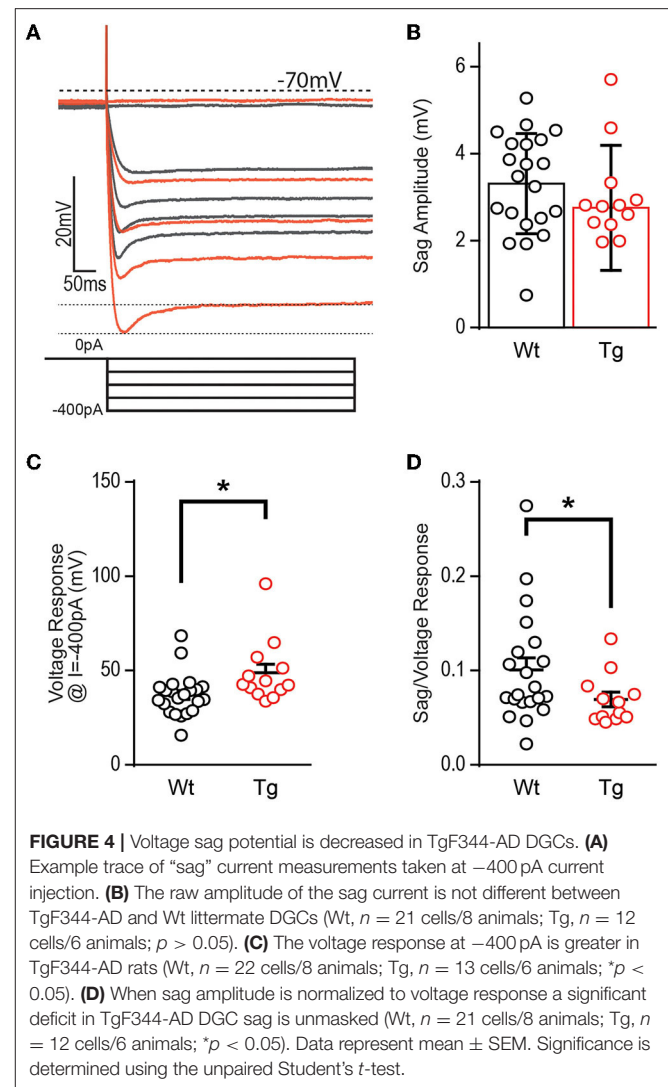 A
-70mV
20mV
50ms
0pA
-400pA
B
Sag Amplitude (mV)
6
4
2
0
Wt Tg
C
Voltage Response
@ I=-400pA (mV)
150
100
50
0
*
Wt Tg
D
Sag/Voltage Response
0.3
0.2
0.1
0.0
*
Wt Tg
FIGURE 4 | Voltage sag potential is decreased in TgF344-AD DGCs. (A)
Example trace of “sag” current measurements taken at −400 pA current
injection. (B) The raw amplitude of the sag current is not different between
TgF344-AD and Wt littermate DGCs (Wt, n = 21 cells/8 animals; Tg, n = 12
cells/6 animals; p > 0.05). (C) The voltage response at −400 pA is greater in
TgF344-AD rats (Wt, n = 22 cells/8 animals; Tg, n = 13 cells/6 animals; *p <
0.05). (D) When sag amplitude is normalized to voltage response a significant
deficit in TgF344-AD DGC sag is unmasked (Wt, n = 21 cells/8 animals; Tg, n
= 12 cells/6 animals; *p < 0.05). Data represent mean ± SEM. Significance is
determined using the unpaired Student’s t-test.